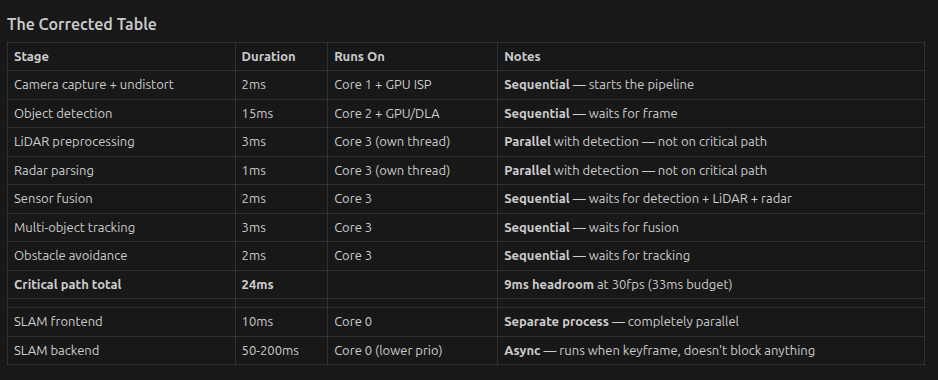 The Corrected Table
Stage Duration Runs On Notes
Camera capture + undistort 2ms Core 1 + GPU ISP Sequential — starts the pipeline
Object detection 15ms Core 2 + GPU/DLA Sequential — waits for frame
LiDAR preprocessing 3ms Core 3 (own thread) Parallel with detection — not on critical path
Radar parsing 1ms Core 3 (own thread) Parallel with detection — not on critical path
Sensor fusion 2ms Core 3 Sequential — waits for detection + LiDAR + radar
Multi-object tracking 3ms Core 3 Sequential — waits for fusion
Obstacle avoidance 2ms Core 3 Sequential — waits for tracking
Critical path total 24ms 9ms headroom at 30fps (33ms budget)
SLAM frontend 10ms Core 0 Separate process — completely parallel
SLAM backend 50-200ms Core 0 (lower prio) Async — runs when keyframe, doesn't block anything